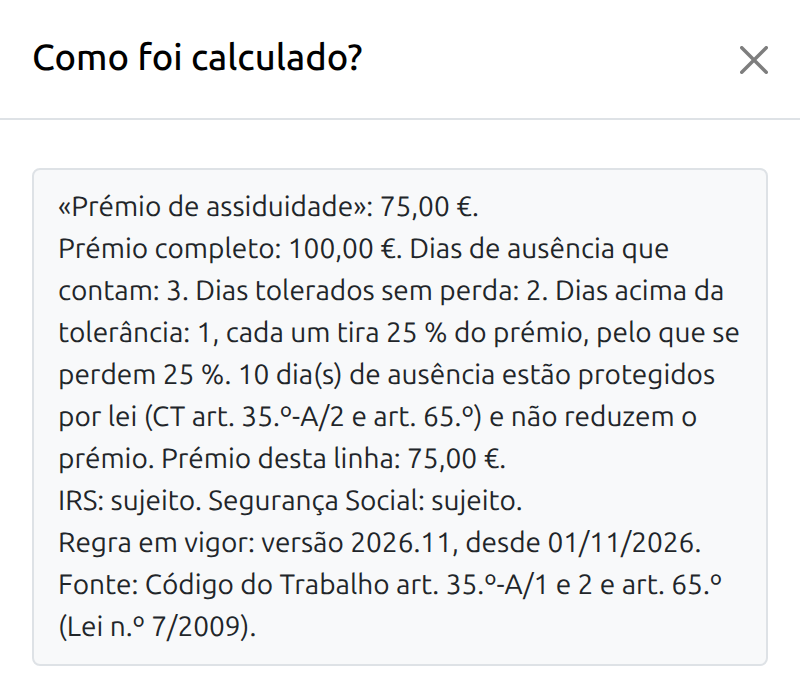 Como foi calculado?
«Prémio de assiduidade»: 75,00 €.
Prémio completo: 100,00 €. Dias de ausência que
contam: 3. Dias tolerados sem perda: 2. Dias acima da
tolerância: 1, cada um tira 25 % do prémio, pelo que se
perdem 25 %. 10 dia(s) de ausência estão protegidos
por lei (CT art. 35.º-A/2 e art. 65.º) e não reduzem o
prémio. Prémio desta linha: 75,00 €.
IRS: sujeito. Segurança Social: sujeito.
Regra em vigor: versão 2026.11, desde 01/11/2026.
Fonte: Código do Trabalho art. 35.º-A/1 e 2 e art. 65.º
(Lei n.º 7/2009).